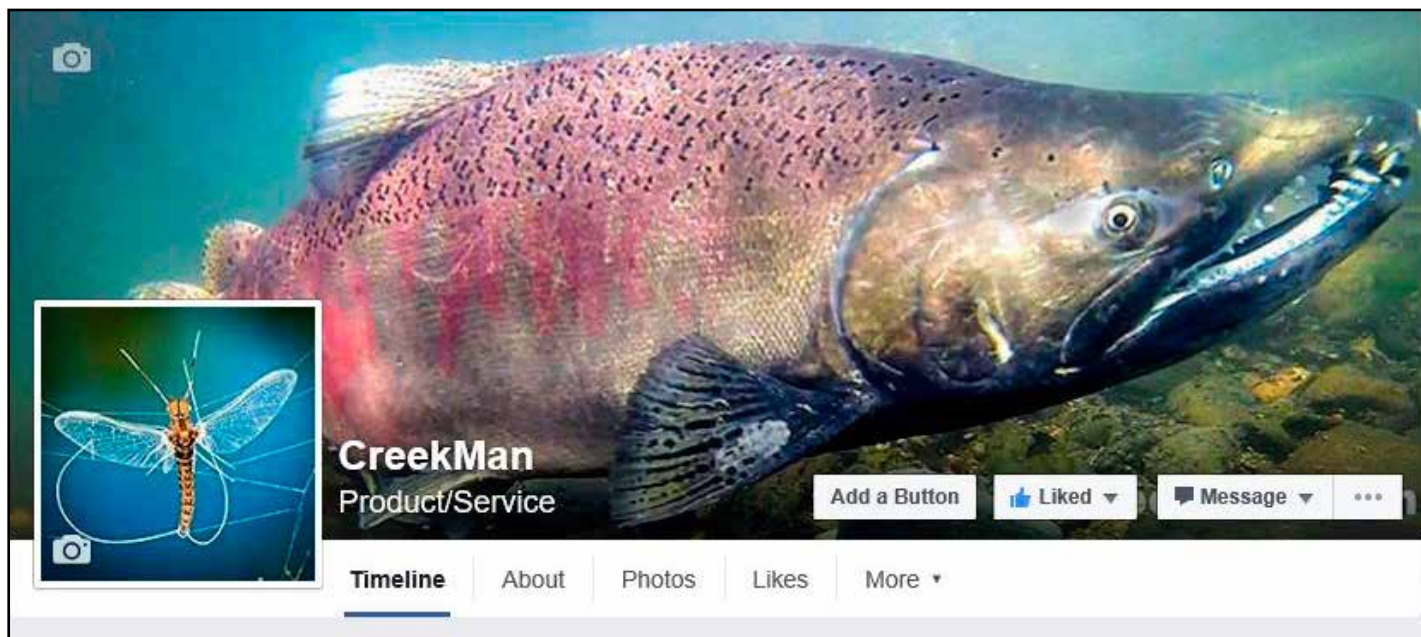 CreekMan
Product/Service
Add a Button
Liked
Message
Timeline
About
Photos
Likes
More